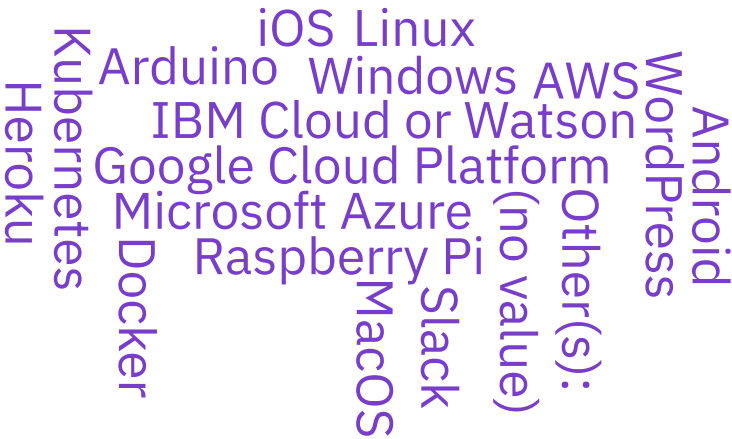 iOS
Linux
Arduino
Windows
AWS
IBM Cloud or Watson
Google Cloud Platform
Microsoft Azure
Raspberry Pi
Heroku
Kubernetes
Docker
MacOS
Slack
(no value)
Other(s):
WordPress
Android